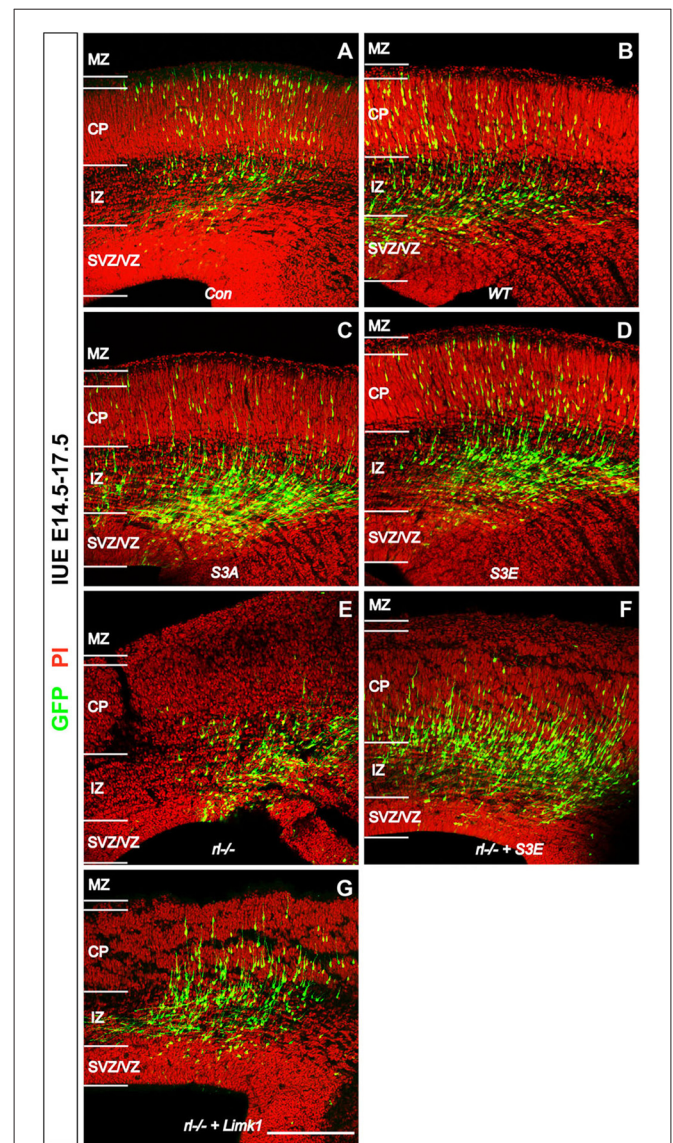 IUE E14.5-17.5
GFP PI
A
MZ
CP
IZ
SVZ/VZ
Con
B
MZ
CP
IZ
SVZ/VZ
WT
C
MZ
CP
IZ
SVZ/VZ
S3A
D
MZ
CP
IZ
SVZ/VZ
S3E
E
MZ
CP
IZ
SVZ/VZ
rl-/-
F
MZ
CP
IZ
SVZ/VZ
rl-/- + S3E
G
MZ
CP
IZ
SVZ/VZ
rl-/- + Limk1